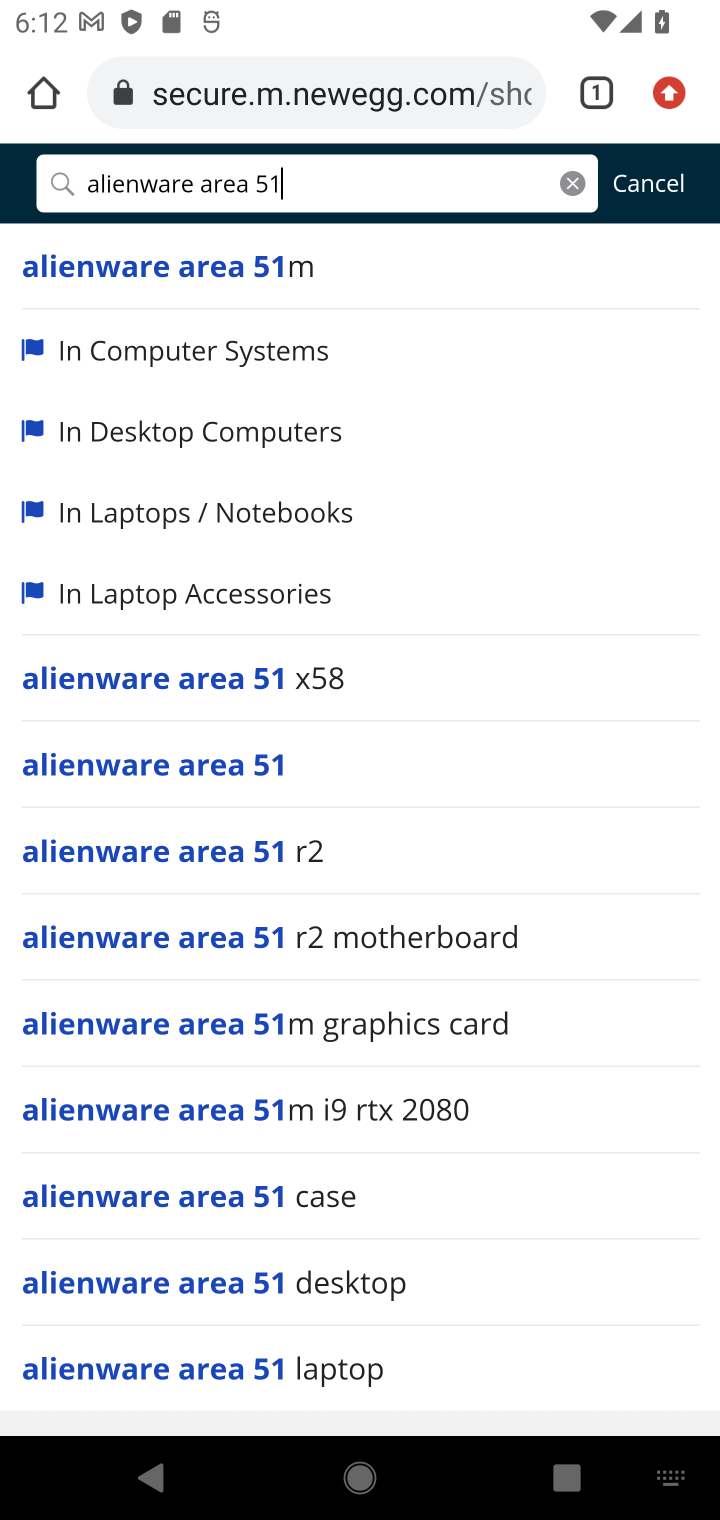 6:12
1
secure.m.newegg.com/sho
alienware area 51
Cancel
alienware area 51m
In Computer Systems
In Desktop Computers
In Laptops / Notebooks
In Laptop Accessories
alienware area 51 x58
alienware area 51
alienware area 51 r2
alienware area 51 r2 motherboard
alienware area 51m graphics card
alienware area 51m i9 rtx 2080
alienware area 51 case
alienware area 51 desktop
alienware area 51 laptop